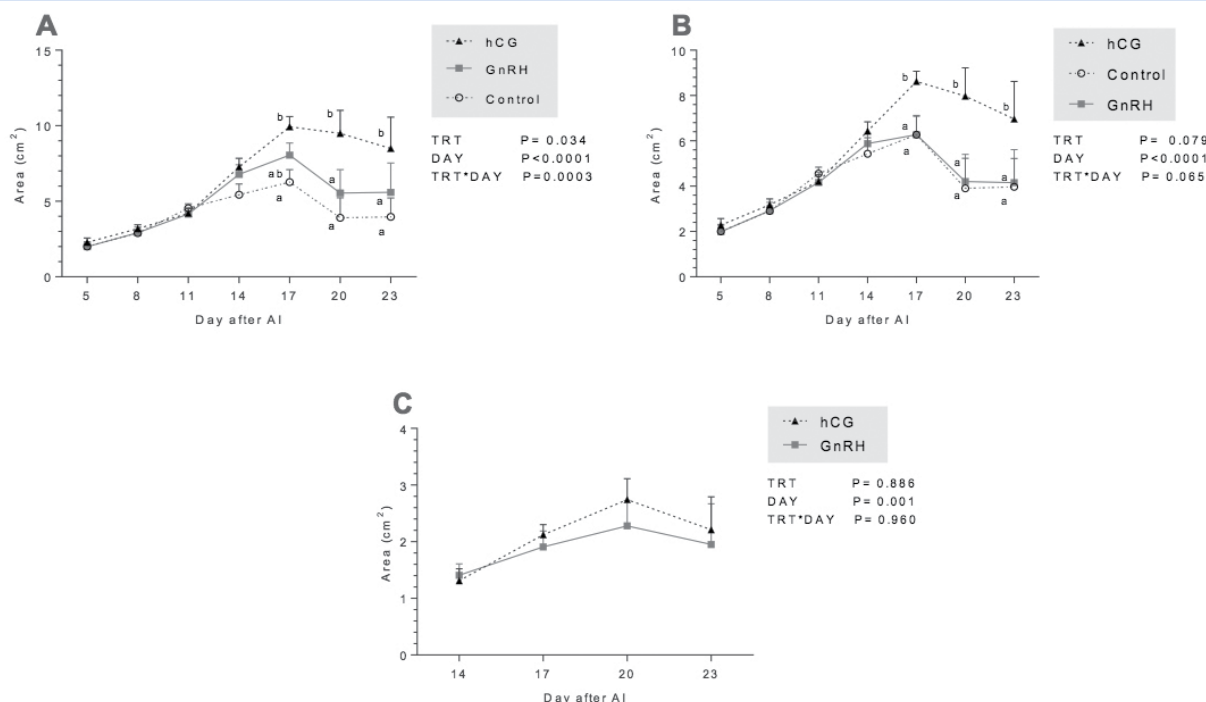 A
15
10
5
0
Area (cm²)
5 8 11 14 17 20 23
Day after AI
b
b
b
ab
a
a
a
a
a
hCG
GnRH
Control
TRT P= 0.034
DAY P<0.0001
TRT*DAY P=0.0003
B
10
8
6
4
2
0
Area (cm²)
5 8 11 14 17 20 23
Day after AI
b
b
b
a
a
a
a
a
a
hCG
Control
GnRH
TRT P= 0.079
DAY P<0.0001
TRT*DAY P= 0.065
C
4
3
2
1
0
Area (cm²)
14 17 20 23
Day after AI
hCG
GnRH
TRT P= 0.886
DAY P= 0.001
TRT*DAY P= 0.960